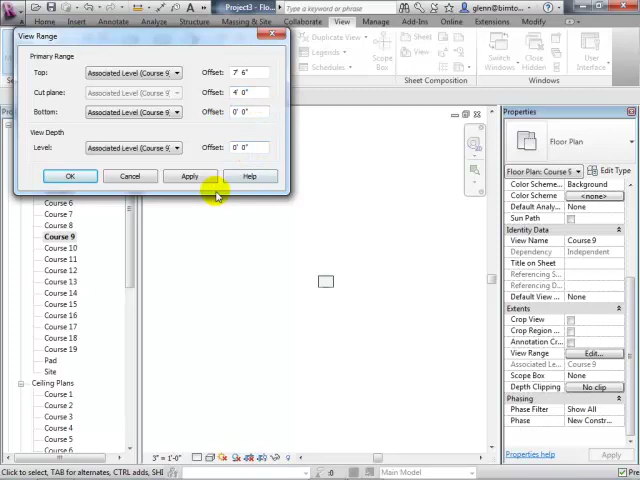 Project3 - Flo...
glenn@bimto...
Home
Insert
Annotate
Analyze
Structure
Massing & Site
Collaborate
View
Manage
Add-Ins
Extensions
Modify
Duplicate View
Legends
Schedules
Scope
Box
Sheet Composition
Switch
Windows
User
Interface
Windows
View Range
Primary Range
Top: Associated Level (Course 9) Offset: 7' 6"
Cut plane: Associated Level (Course 9) Offset: 4' 0"
Bottom: Associated Level (Course 9) Offset: 0' 0"
View Depth
Level: Associated Level (Course 9) Offset: 0' 0"
OK Cancel Apply Help
Course 6
Course 7
Course 8
Course 9
Course 10
Course 11
Course 12
Course 13
Course 14
Course 15
Course 16
Course 17
Course 18
Course 19
Pad
Site
Ceiling Plans
Course 1
Course 2
Course 3
Course 4
Course 5
Course 6
Properties
Floor Plan
Floor Plan: Course 9
Edit Type
Color Scheme... Background
Color Scheme <none>
Default Analy... None
Sun Path
Identity Data
View Name Course 9
Dependency Independent
Title on Sheet
Referencing S...
Referencing D...
Default View ... None
Extents
Crop View
Crop Region ...
Annotation Cr...
View Range Edit...
Associated Le... Course 9
Scope Box None
Depth Clipping No clip
Phasing
Phase Filter Show All
Phase New Constr...
Properties help
Apply
3" = 1'-0"
Click to select, TAB for alternates, CTRL adds, SHI
:0
Main Model
Pre